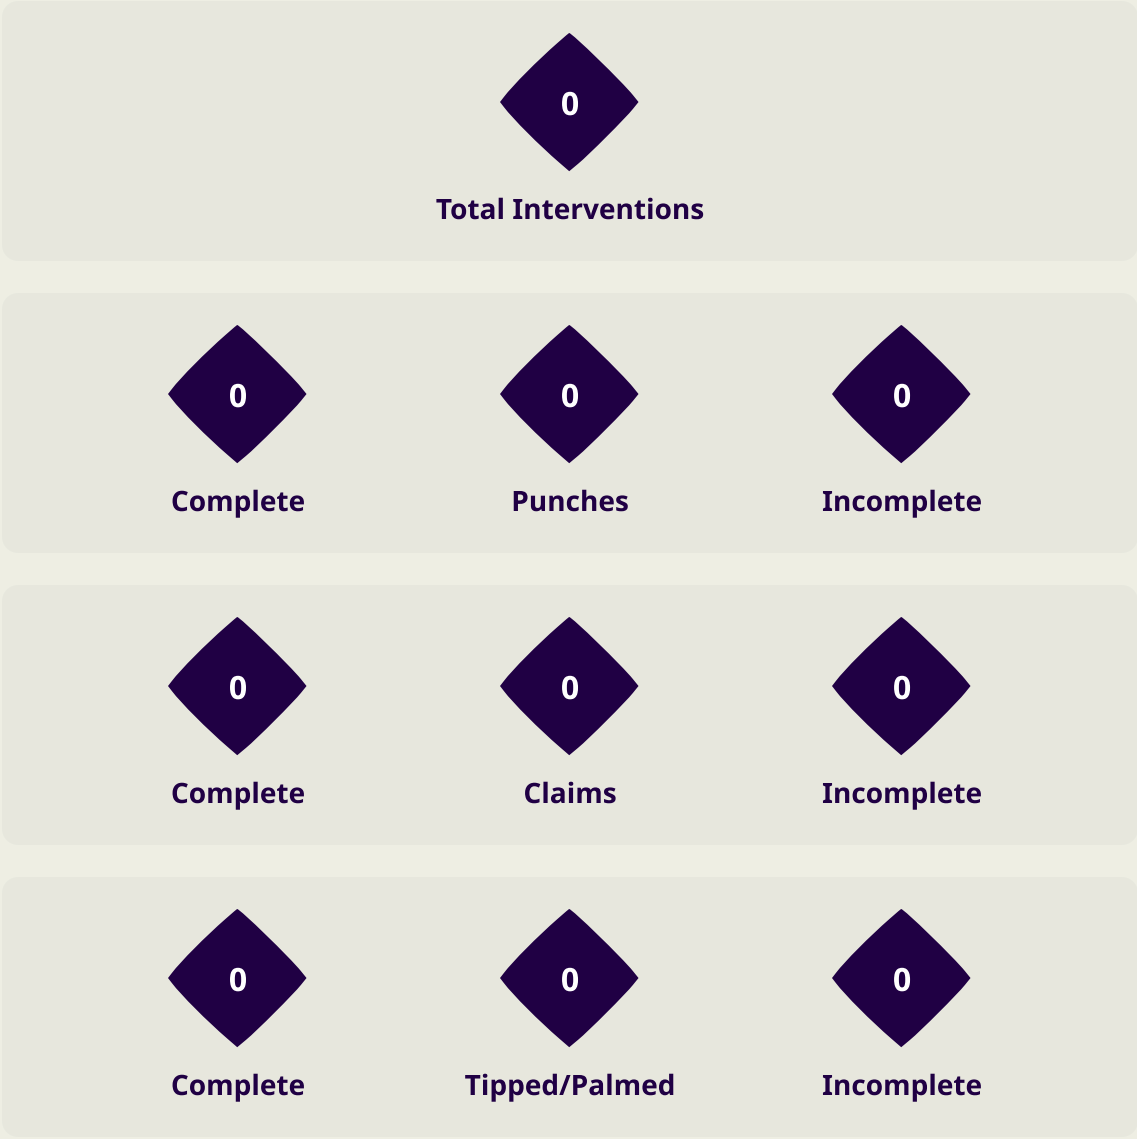 0
Total Interventions
0 0 0
Complete Punches Incomplete
0 0 0
Complete Claims Incomplete
0 0 0
Complete Tipped/Palmed Incomplete